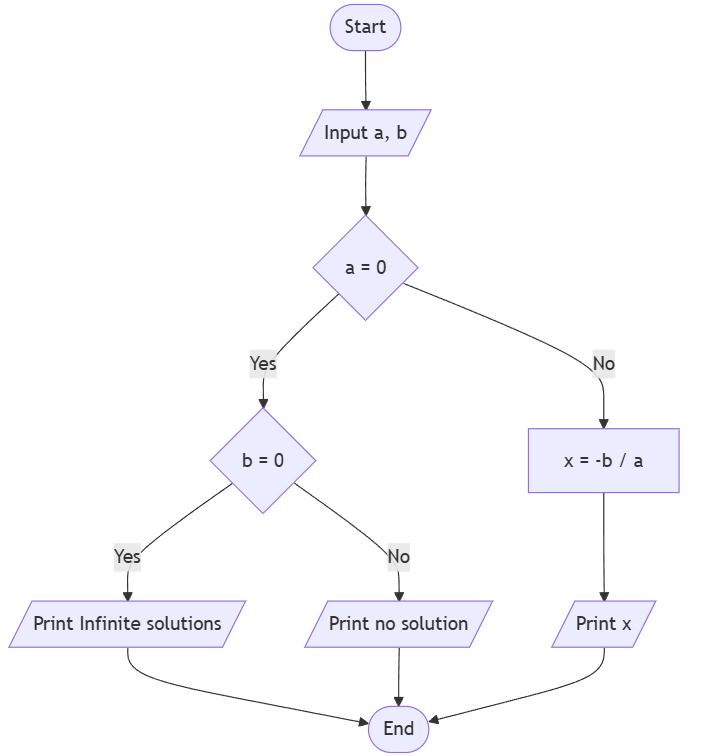 Start
Input a, b
a = 0
Yes
No
b = 0
x = -b / a
Yes
No
Print Infinite solutions
Print no solution
Print x
End